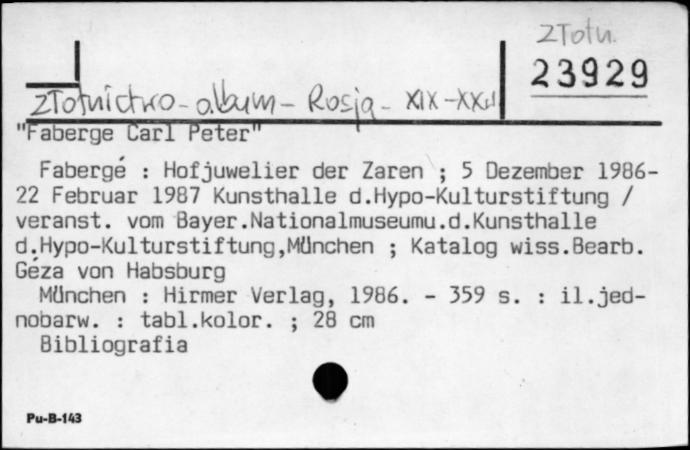 złotn.
23929
złotnictwo - album - Rosja - XIX - XX w
"Faberge Carl Peter"
Fabergé : Hofjuwelier der Zaren ; 5 Dezember 1986-
22 Februar 1987 Kunsthalle d.Hypo-Kulturstiftung /
veranst. vom Bayer.Nationalmuseumu.d.Kunsthalle
d.Hypo-Kulturstiftung,München ; Katalog wiss.Bearb.
Géza von Habsburg
München : Hirmer Verlag, 1986. - 359 s. : il.jed-
nobarw. : tabl.kolor. ; 28 cm
Bibliografia
Pu-B-143